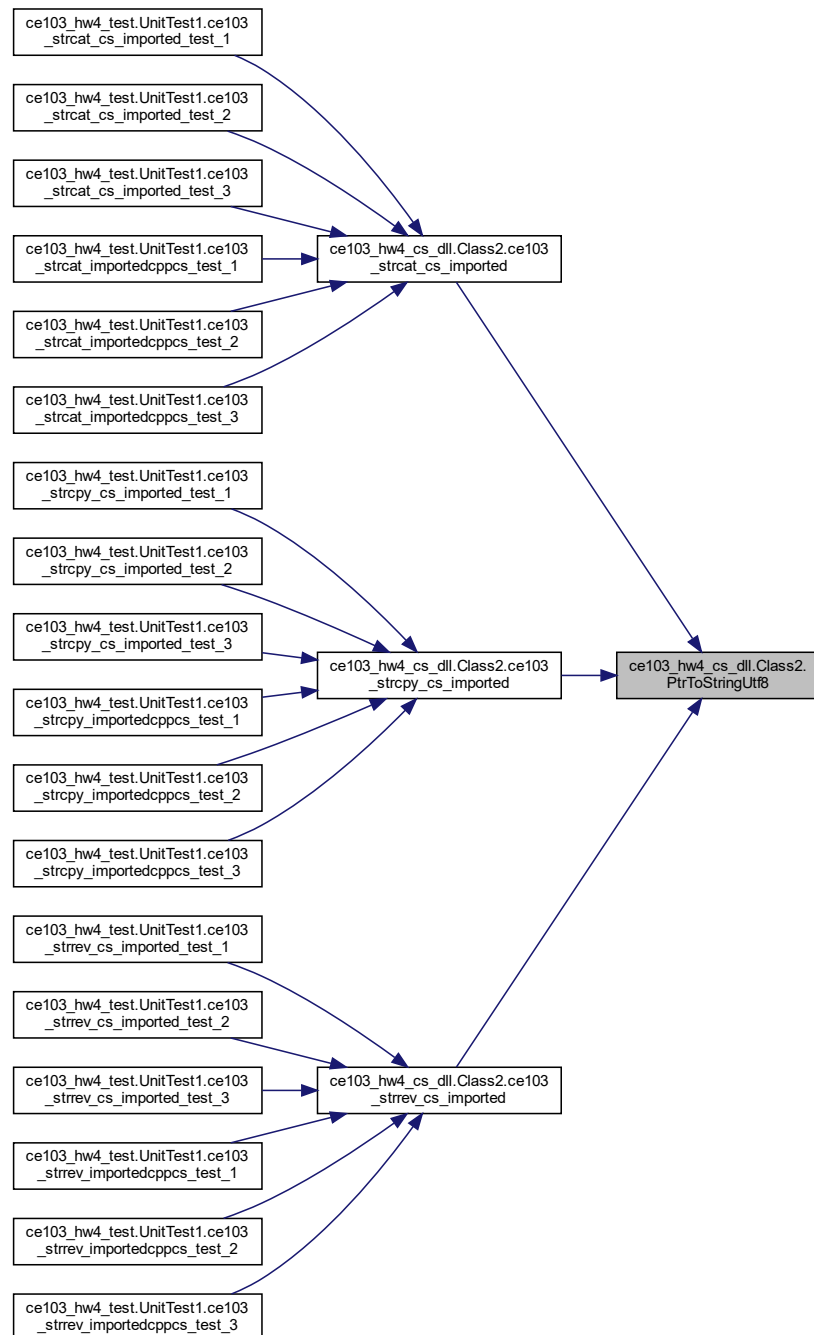 ce103_hw4_test.UnitTest1.ce103
_strcat_cs_imported_test_1
ce103_hw4_test.UnitTest1.ce103
_strcat_cs_imported_test_2
ce103_hw4_test.UnitTest1.ce103
_strcat_cs_imported_test_3
ce103_hw4_test.UnitTest1.ce103
_strcat_importedcppcs_test_1
ce103_hw4_test.UnitTest1.ce103
_strcat_importedcppcs_test_2
ce103_hw4_test.UnitTest1.ce103
_strcat_importedcppcs_test_3
ce103_hw4_cs_dll.Class2.ce103
_strcat_cs_imported
ce103_hw4_test.UnitTest1.ce103
_strcpy_cs_imported_test_1
ce103_hw4_test.UnitTest1.ce103
_strcpy_cs_imported_test_2
ce103_hw4_test.UnitTest1.ce103
_strcpy_cs_imported_test_3
ce103_hw4_test.UnitTest1.ce103
_strcpy_importedcppcs_test_1
ce103_hw4_test.UnitTest1.ce103
_strcpy_importedcppcs_test_2
ce103_hw4_test.UnitTest1.ce103
_strcpy_importedcppcs_test_3
ce103_hw4_cs_dll.Class2.ce103
_strcpy_cs_imported
ce103_hw4_cs_dll.Class2.
PtrToStringUtf8
ce103_hw4_test.UnitTest1.ce103
_strrev_cs_imported_test_1
ce103_hw4_test.UnitTest1.ce103
_strrev_cs_imported_test_2
ce103_hw4_test.UnitTest1.ce103
_strrev_cs_imported_test_3
ce103_hw4_test.UnitTest1.ce103
_strrev_importedcppcs_test_1
ce103_hw4_test.UnitTest1.ce103
_strrev_importedcppcs_test_2
ce103_hw4_test.UnitTest1.ce103
_strrev_importedcppcs_test_3
ce103_hw4_cs_dll.Class2.ce103
_strrev_cs_imported